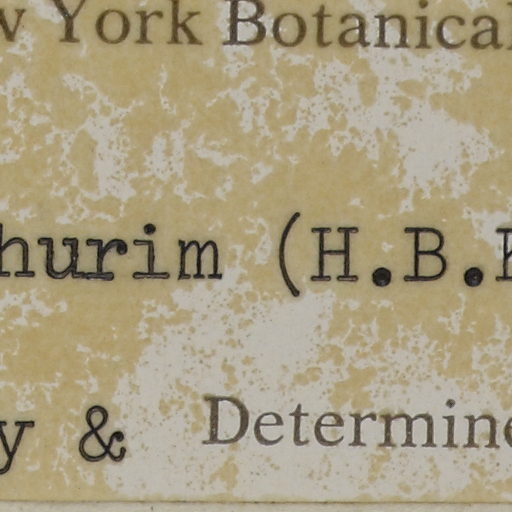 w York Botanical
hurim (H.B.K
y & Determine